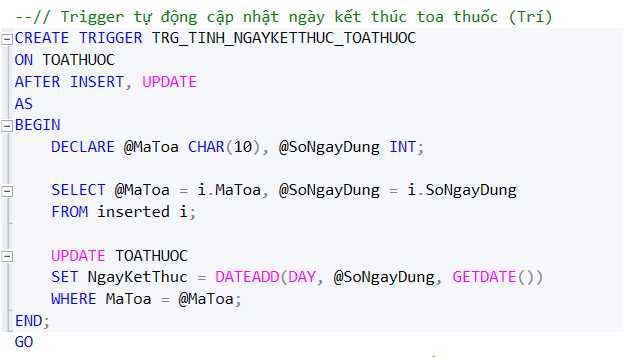 --// Trigger tự động cập nhật ngày kết thúc toa thuốc (Trí)
CREATE TRIGGER TRG_TINH_NGAYKETTHUC_TOATHUOC
ON TOATHUOC
AFTER INSERT, UPDATE
AS
BEGIN
    DECLARE @MaToa CHAR(10), @SoNgayDung INT;
    SELECT @MaToa = i.MaToa, @SoNgayDung = i.SoNgayDung
    FROM inserted i;
    UPDATE TOATHUOC
    SET NgayKetThuc = DATEADD(DAY, @SoNgayDung, GETDATE())
    WHERE MaToa = @MaToa;
END;
GO